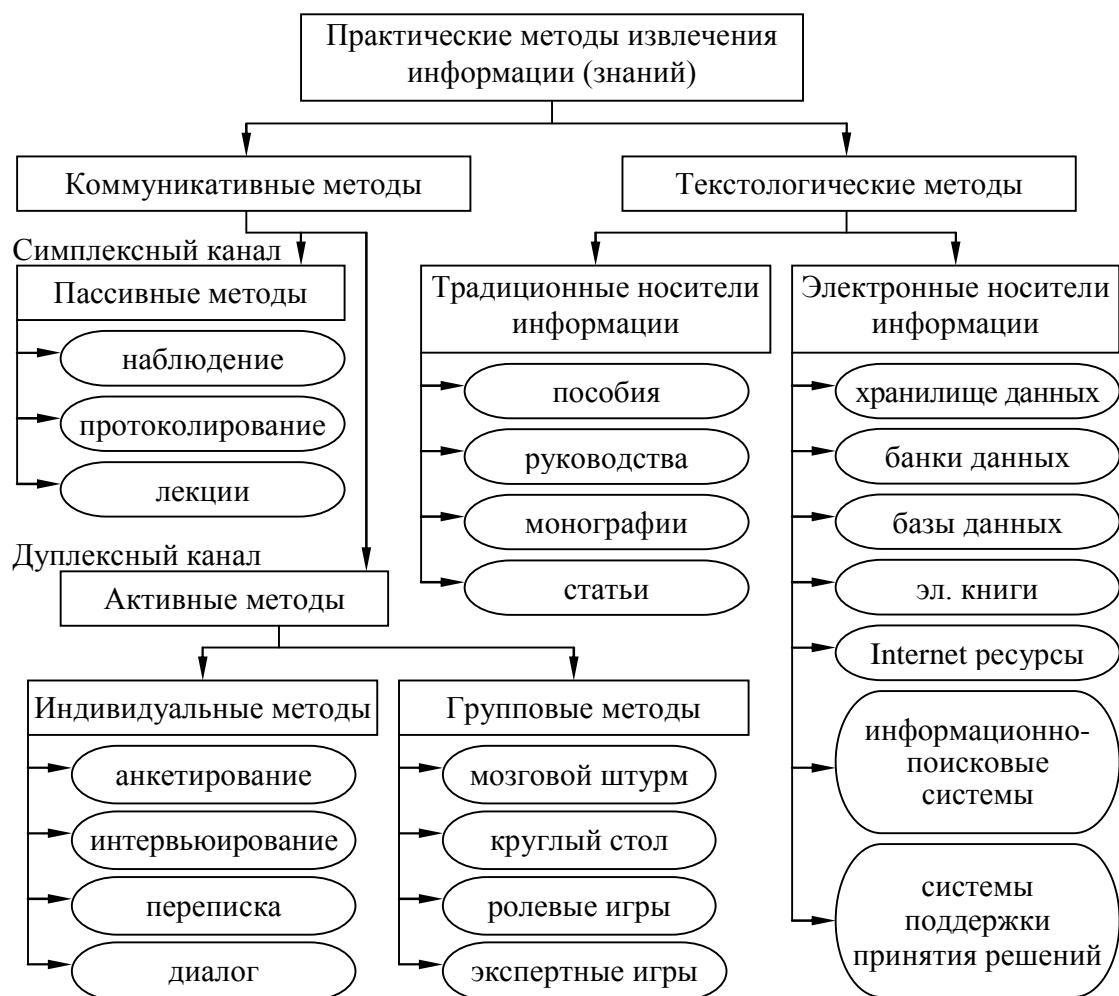 Практические методы извлечения
информации (знаний)
Коммуникативные методы
Текстологические методы
Симплексный канал
Пассивные методы
наблюдение
протоколирование
лекции
Дуплексный канал
Активные методы
Индивидуальные методы
анкетирование
интервьюирование
переписка
диалог
Групповые методы
мозговой штурм
круглый стол
ролевые игры
экспертные игры
Традиционные носители
информации
пособия
руководства
монографии
статьи
Электронные носители
информации
хранилище данных
банки данных
базы данных
эл. книги
Internet ресурсы
информационно-
поисковые
системы
системы
поддержки
принятия решений